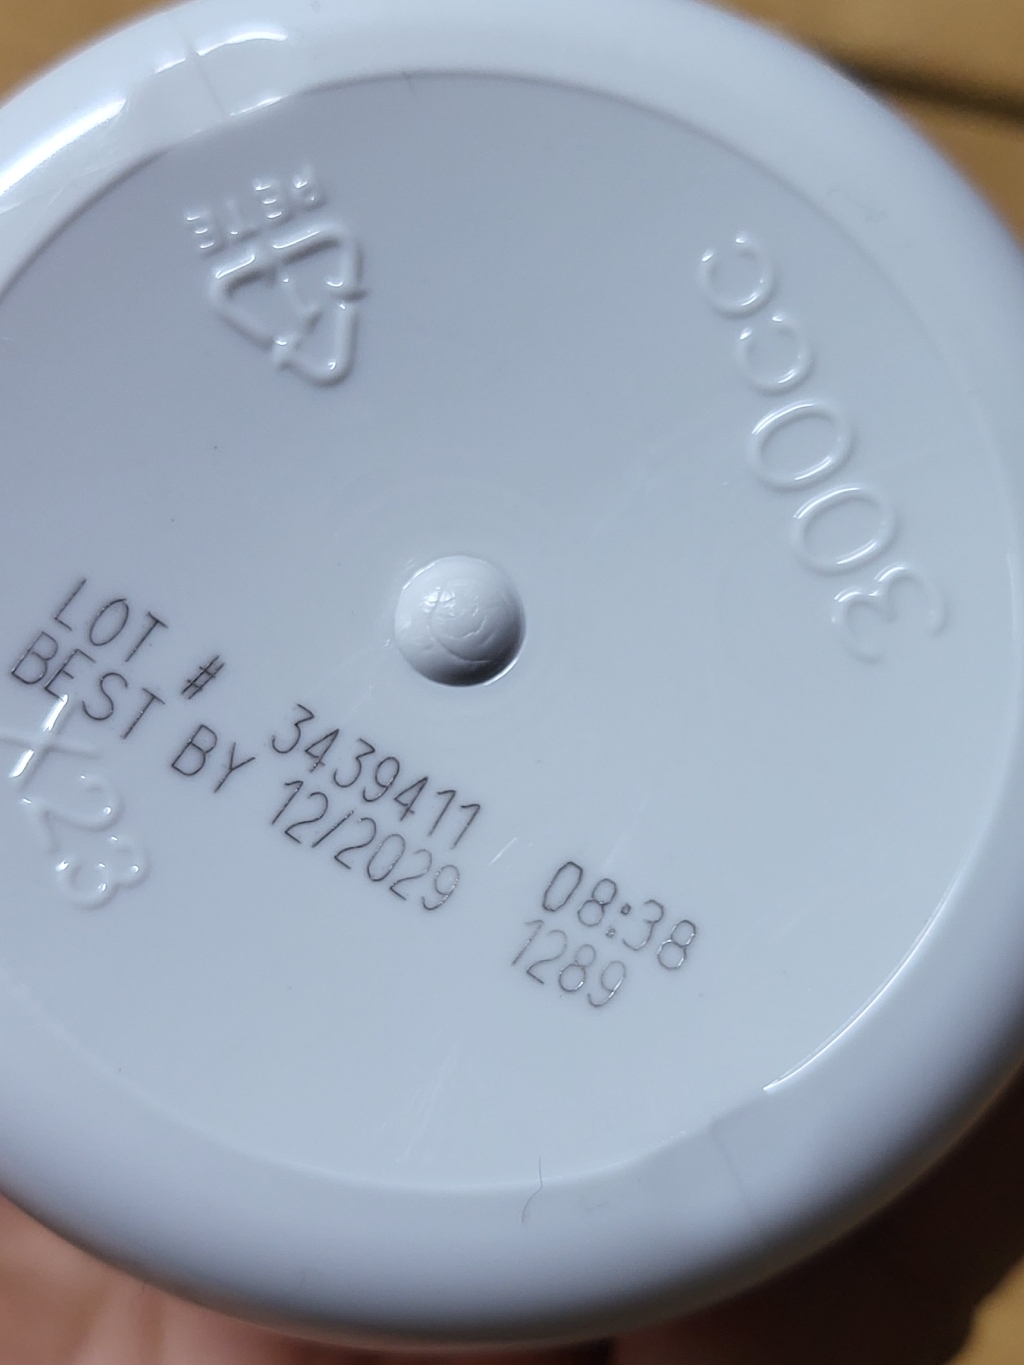 LOT # 3439411 08:38
BEST BY 12/2029 1289
300cc
PETE